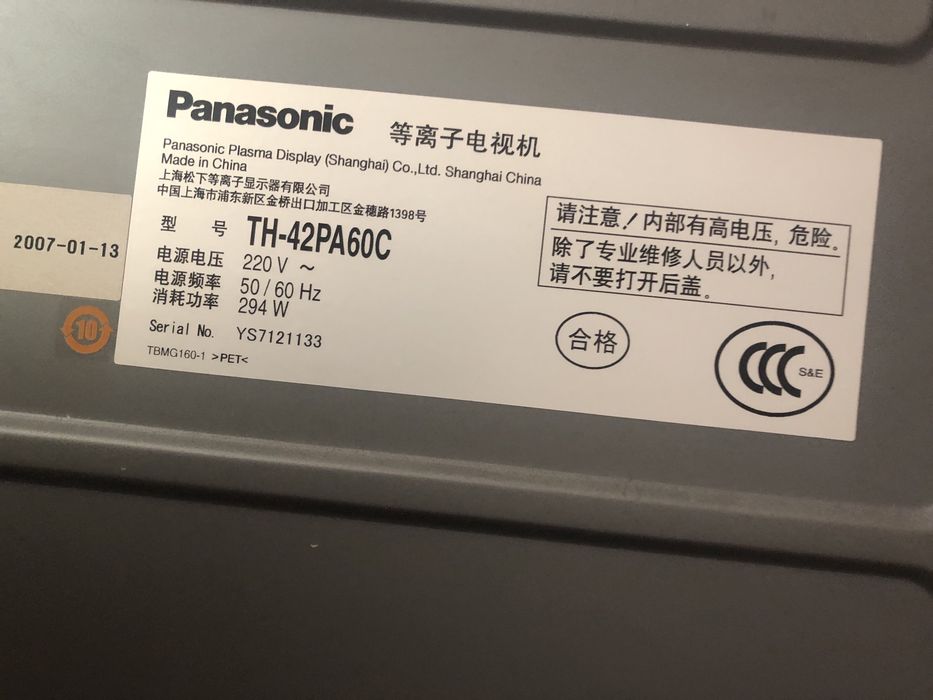 Panasonic 等离子电视机
Panasonic Plasma Display (Shanghai) Co.,Ltd. Shanghai China
Made in China
上海松下等离子显示器有限公司
中国上海市浦东新区金桥出口加工区金穗路1398号
型 号 TH-42PA60C
电源电压 220 V ～
电源频率 50 / 60 Hz
消耗功率 294 W
Serial No. YS7121133
TBMG160-1 >PET<
请注意！内部有高电压, 危险。
除了专业维修人员以外,
请不要打开后盖。
合格
CCC S&E
2007-01-13
10